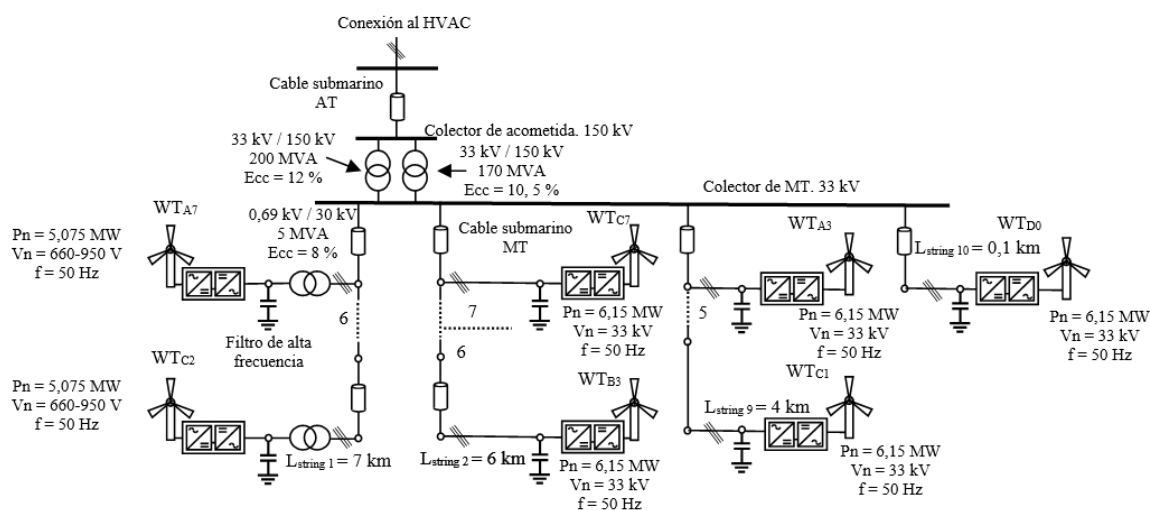 Conexión al HVAC
Cable submarino
AT
Colector de acometida. 150 kV
33 kV / 150 kV
200 MVA
Ecc = 12 %
33 kV / 150 kV
170 MVA
Ecc = 10, 5 %
Colector de MT. 33 kV
WTA7
Pn = 5,075 MW
Vn = 660-950 V
f = 50 Hz
0,69 kV / 30 kV
5 MVA
Ecc = 8 %
Cable submarino
MT
WTC7
Pn = 6,15 MW
Vn = 33 kV
f = 50 Hz
WTA3
Pn = 6,15 MW
Vn = 33 kV
f = 50 Hz
Lstring 10 = 0,1 km
WTD0
Pn = 6,15 MW
Vn = 33 kV
f = 50 Hz
6
7
6
5
Filtro de alta
frecuencia
WTC2
Pn = 5,075 MW
Vn = 660-950 V
f = 50 Hz
Lstring 1 = 7 km
WTB3
Lstring 2 = 6 km
Pn = 6,15 MW
Vn = 33 kV
f = 50 Hz
WTC1
Lstring 9 = 4 km
Pn = 6,15 MW
Vn = 33 kV
f = 50 Hz